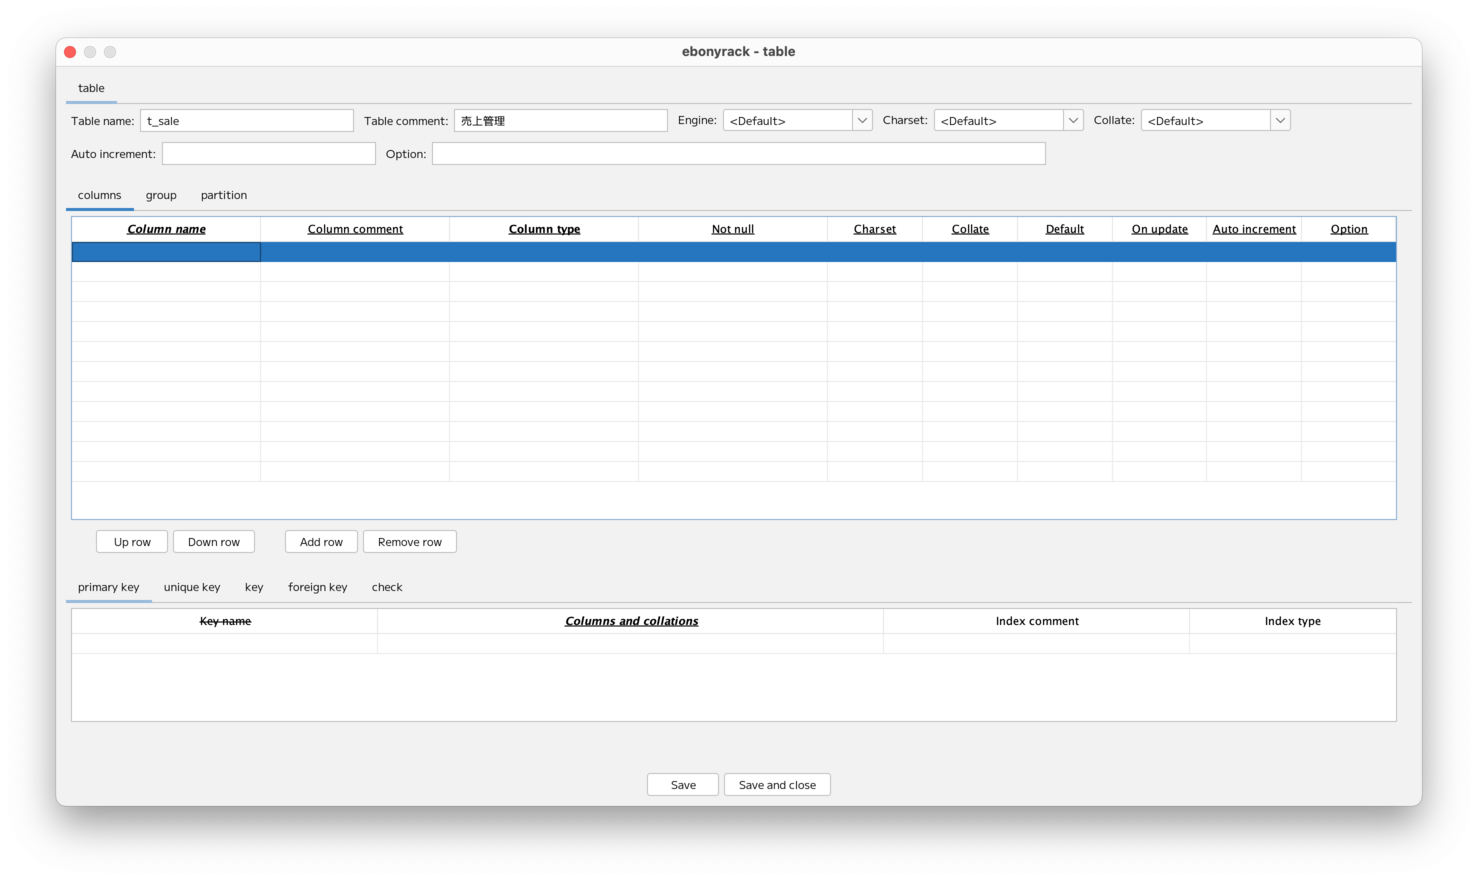 ebonyrack - table
table
Table name: t_sale Table comment: 売上管理 Engine: <Default> Charset: <Default> Collate: <Default>
Auto increment: Option:
columns group partition
Column name Column comment Column type Not null Charset Collate Default On update Auto increment Option
Up row Down row Add row Remove row
primary key unique key key foreign key check
Key name Columns and collations Index comment Index type
Save Save and close